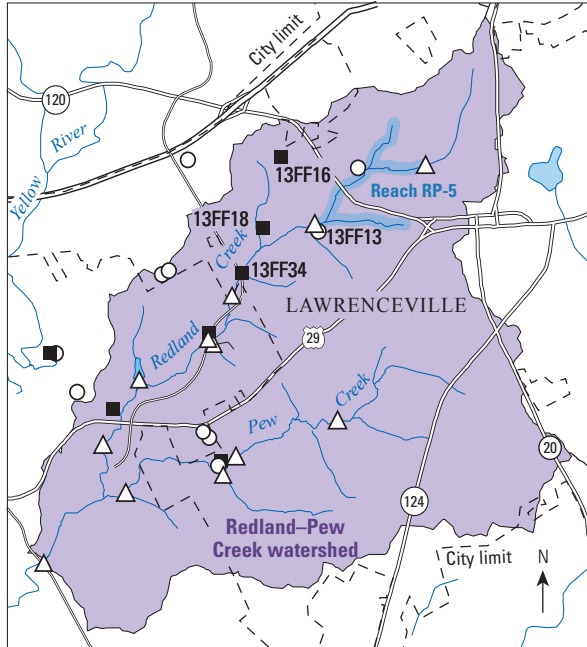 City limit
120
Yellow
River
13FF16
Reach RP-5
13FF18
13FF13
Creek
13FF34
LAWRENCEVILLE
Redland
29
Pew
Creek
20
124
Redland–Pew
Creek watershed
City limit
N